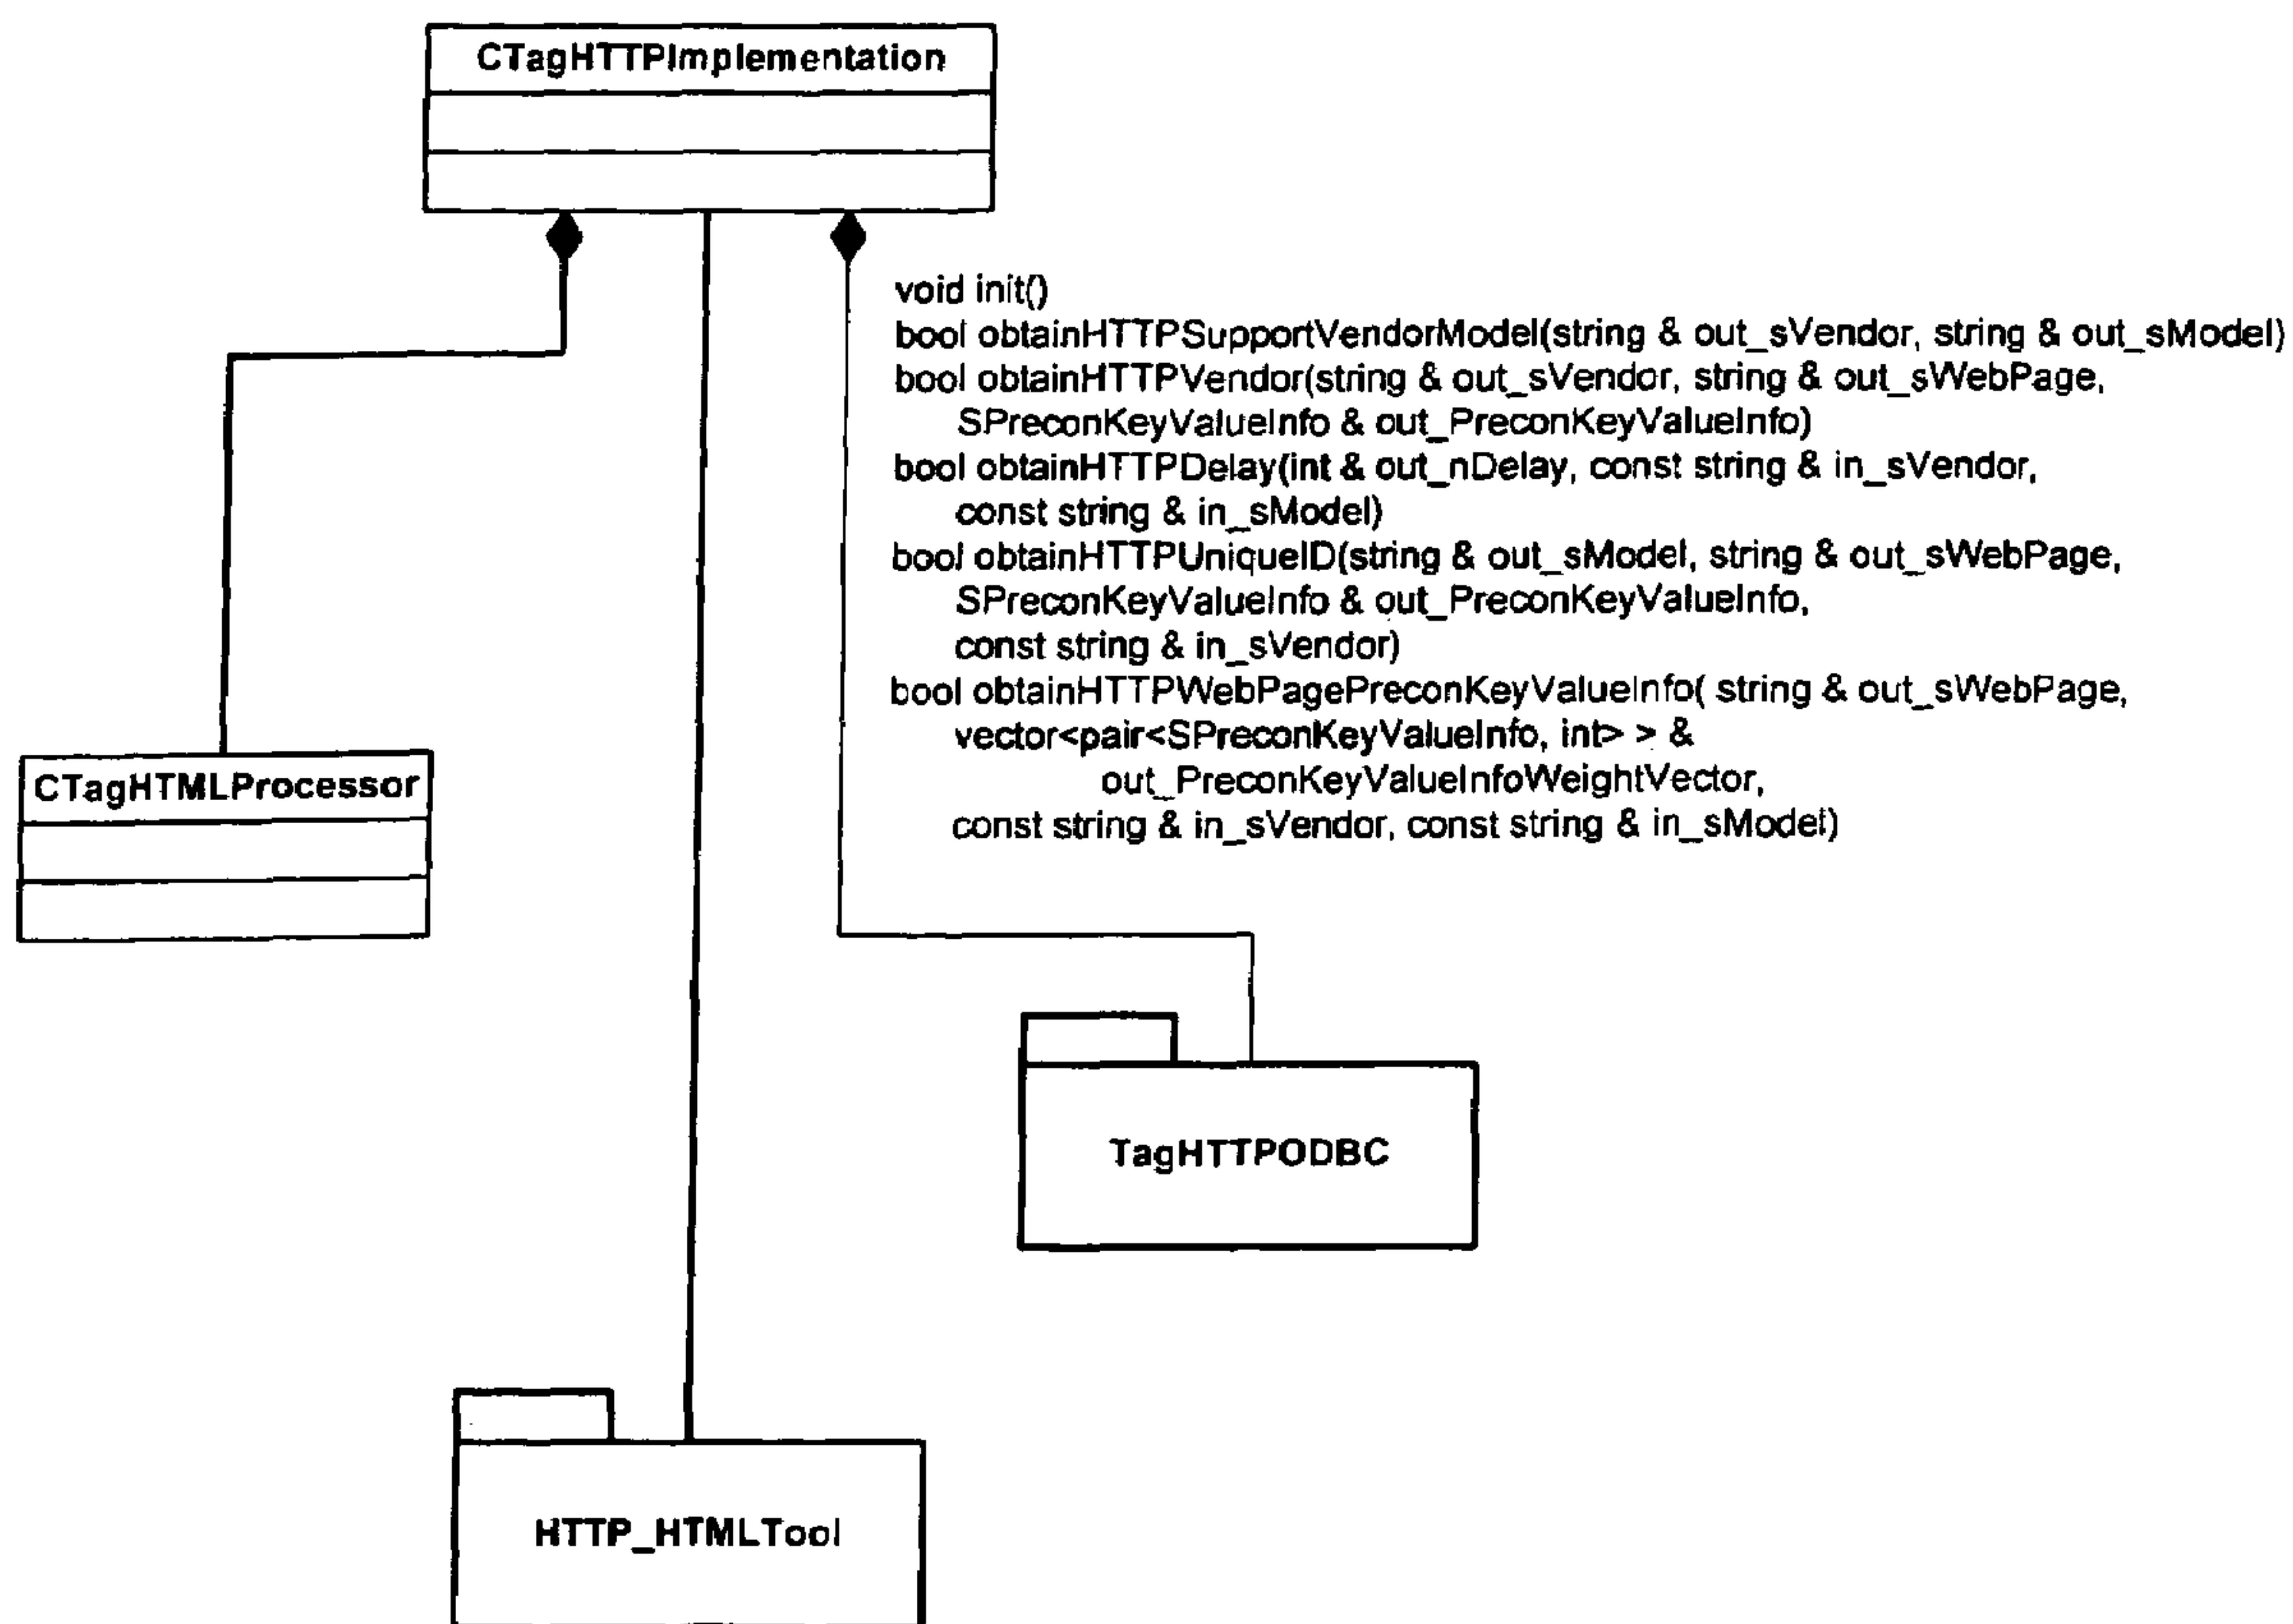 CTagHTTPImplementation
void init()
bool obtainHTTPSupportVendorModel(string & out_sVendor, string & out_sModel)
bool obtainHTTPVendor(string & out_sVendor, string & out_sWebPage,
SPreconKeyValueInfo & out_PreconKeyValueInfo)
bool obtainHTTPDelay(int & out_nDelay, const string & in_sVendor,
const string & in_sModel)
bool obtainHTTPUniqueID(string & out_sModel, string & out_sWebPage,
SPreconKeyValueInfo & out_PreconKeyValueInfo,
const string & in_sVendor)
bool obtainHTTPWebPagePreconKeyValueInfo( string & out_sWebPage,
vector<pair<SPreconKeyValueInfo, int> > &
out_PreconKeyValueInfoWeightVector,
const string & in_sVendor, const string & in_sModel)
CTagHTMLProcessor
TagHTTPODBC
HTTP_HTMLTool